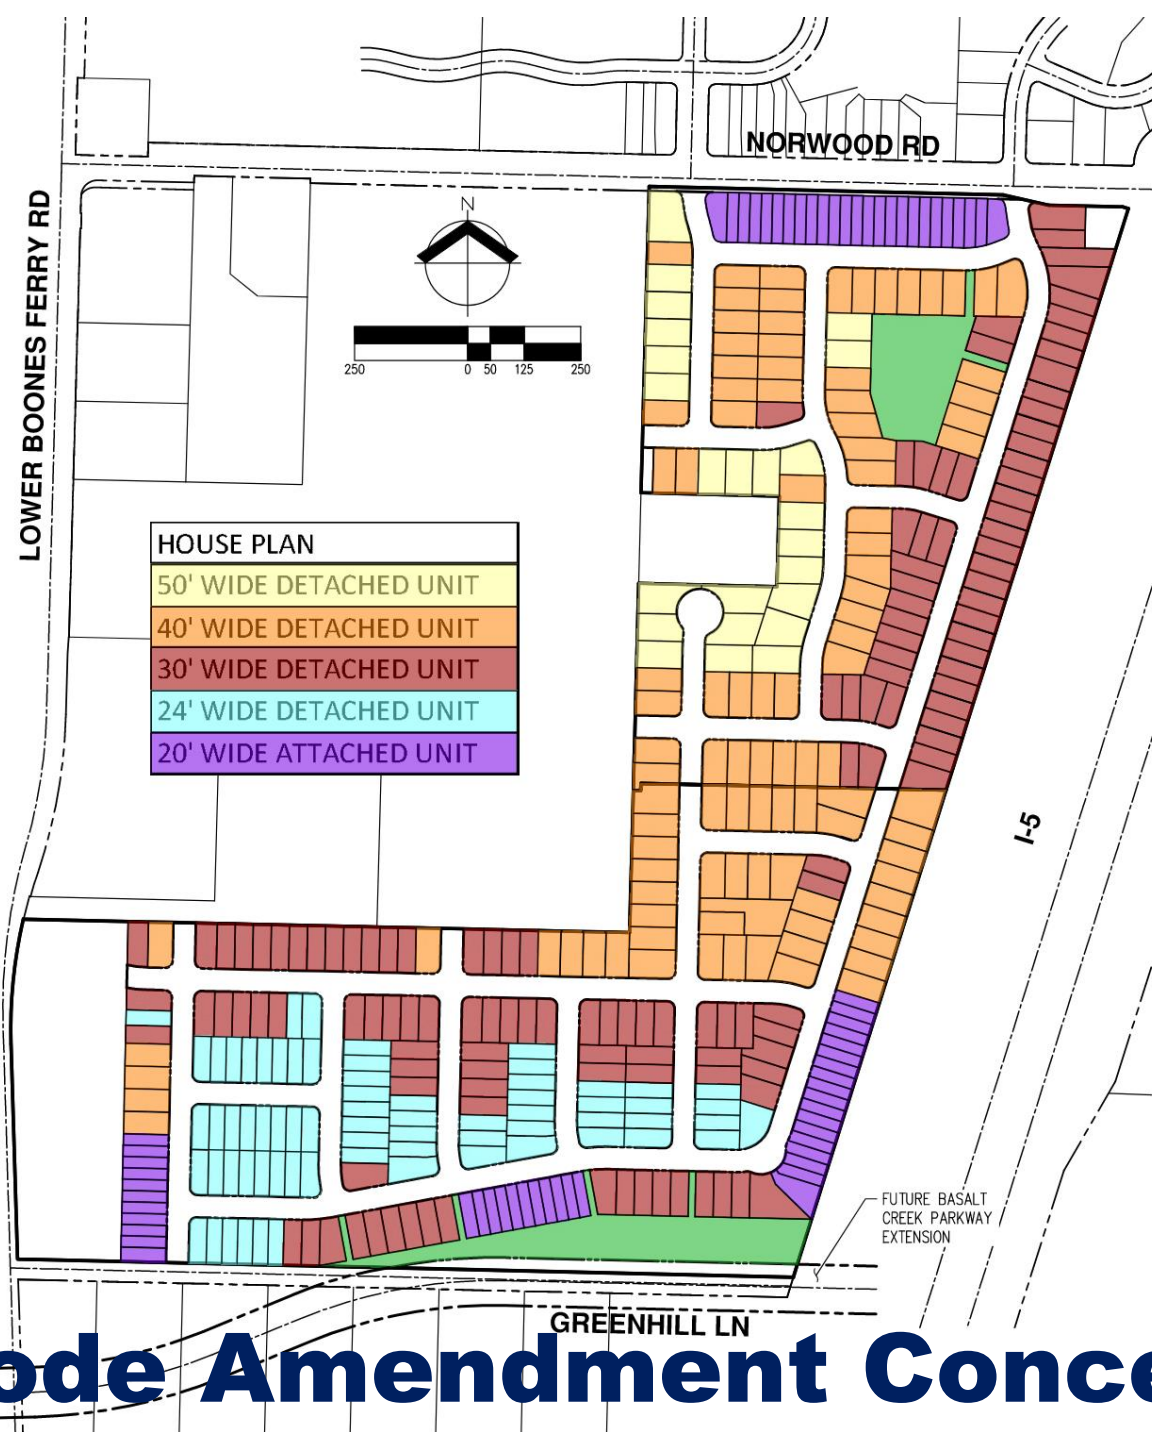 NORWOOD RD
LOWER BOONES FERRY RD
N
250 0 50 125 250
HOUSE PLAN
50' WIDE DETACHED UNIT
40' WIDE DETACHED UNIT
30' WIDE DETACHED UNIT
24' WIDE DETACHED UNIT
20' WIDE ATTACHED UNIT
I-5
FUTURE BASALT
CREEK PARKWAY
EXTENSION
GREENHILL LN
ode Amendment Conce